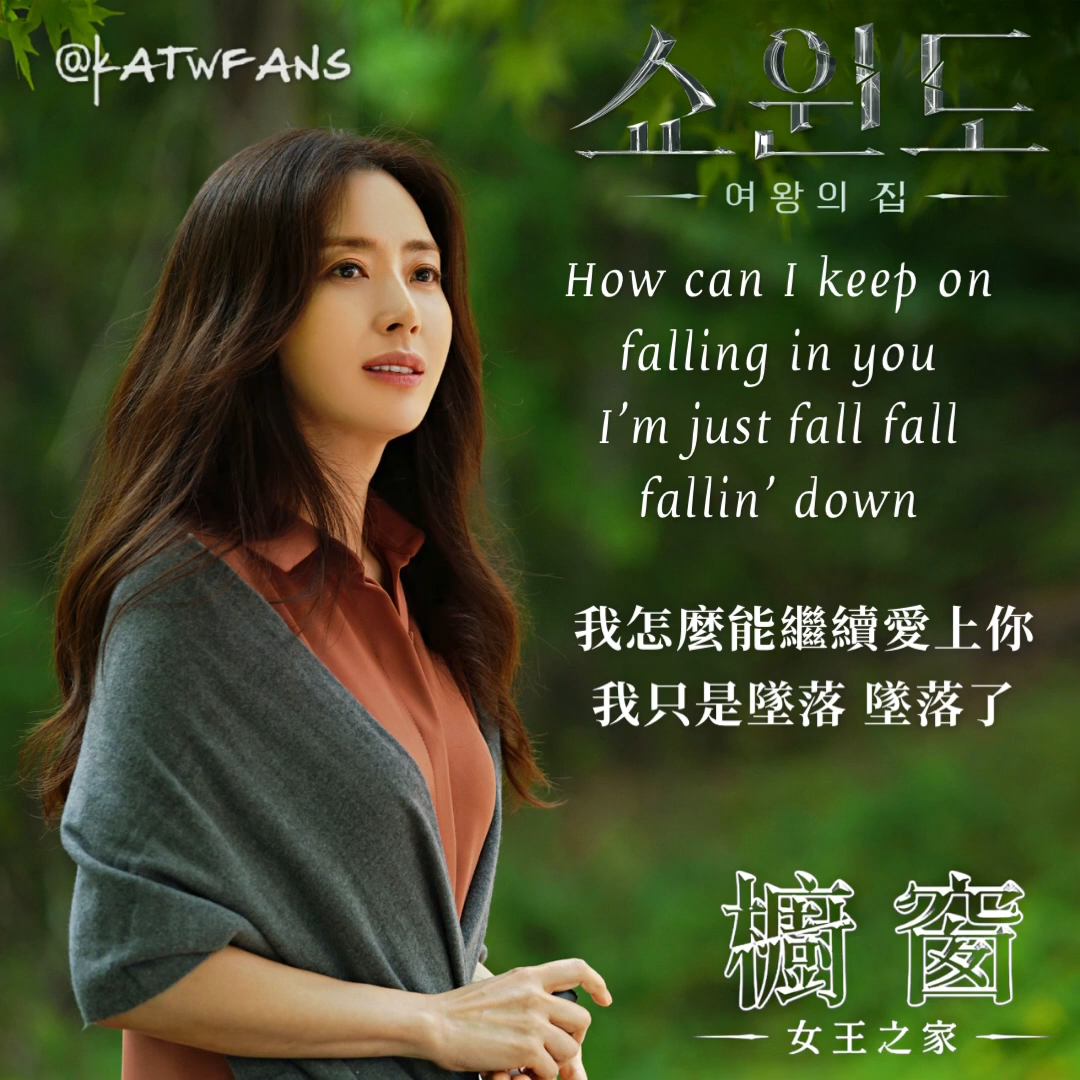 @KATWFANS
쇼윈도
여왕의 집
How can I keep on
falling in you
I'm just fall fall
fallin' down
我怎麼能繼續愛上你
我只是墜落 墜落了
櫥窗
女王之家